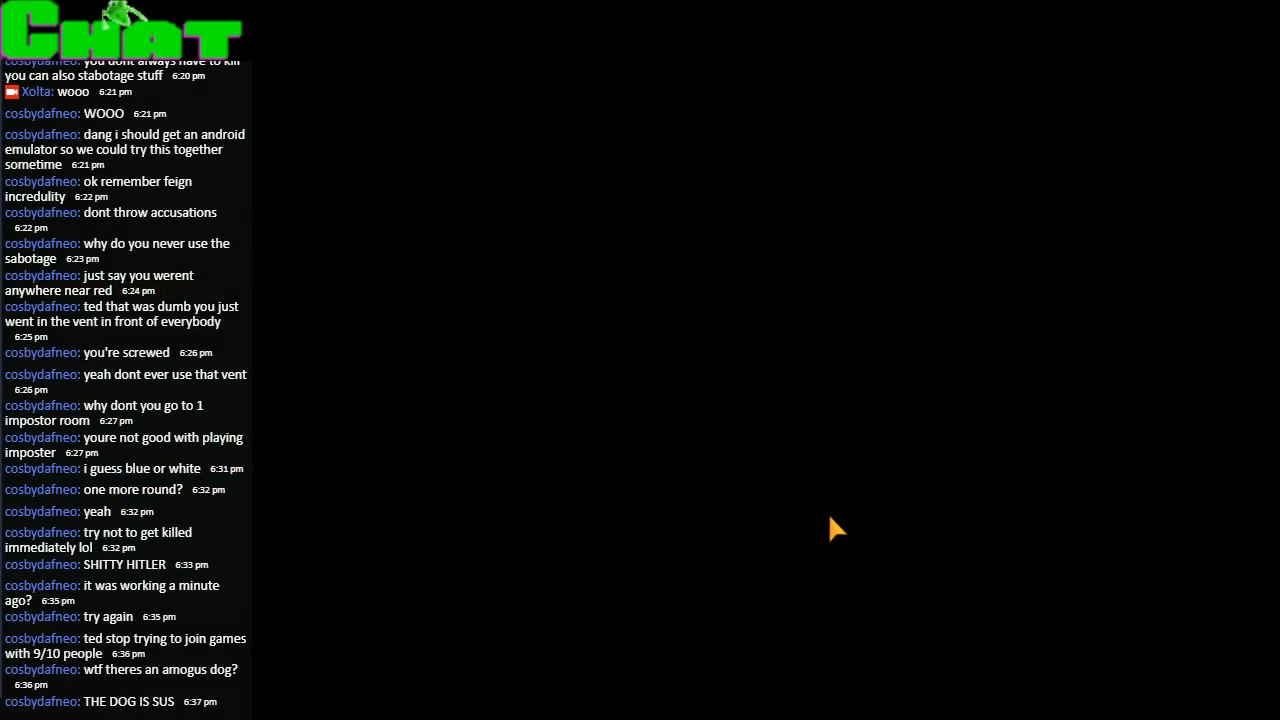 CHAT
cosbydafneo: you dont always have to kill
you can also stabotage stuff 6:20 pm
Xolta: wooo 6:21 pm
cosbydafneo: WOOO 6:21 pm
cosbydafneo: dang i should get an android
emulator so we could try this together
sometime 6:21 pm
cosbydafneo: ok remember feign
incredulity 6:22 pm
cosbydafneo: dont throw accusations
6:22 pm
cosbydafneo: why do you never use the
sabotage 6:23 pm
cosbydafneo: just say you werent
anywhere near red 6:24 pm
cosbydafneo: ted that was dumb you just
went in the vent in front of everybody
6:25 pm
cosbydafneo: you're screwed 6:26 pm
cosbydafneo: yeah dont ever use that vent
6:26 pm
cosbydafneo: why dont you go to 1
impostor room 6:27 pm
cosbydafneo: youre not good with playing
imposter 6:27 pm
cosbydafneo: i guess blue or white 6:31 pm
cosbydafneo: one more round? 6:32 pm
cosbydafneo: yeah 6:32 pm
cosbydafneo: try not to get killed
immediately lol 6:32 pm
cosbydafneo: SHITTY HITLER 6:33 pm
cosbydafneo: it was working a minute
ago? 6:35 pm
cosbydafneo: try again 6:35 pm
cosbydafneo: ted stop trying to join games
with 9/10 people 6:36 pm
cosbydafneo: wtf theres an amogus dog?
6:36 pm
cosbydafneo: THE DOG IS SUS 6:37 pm